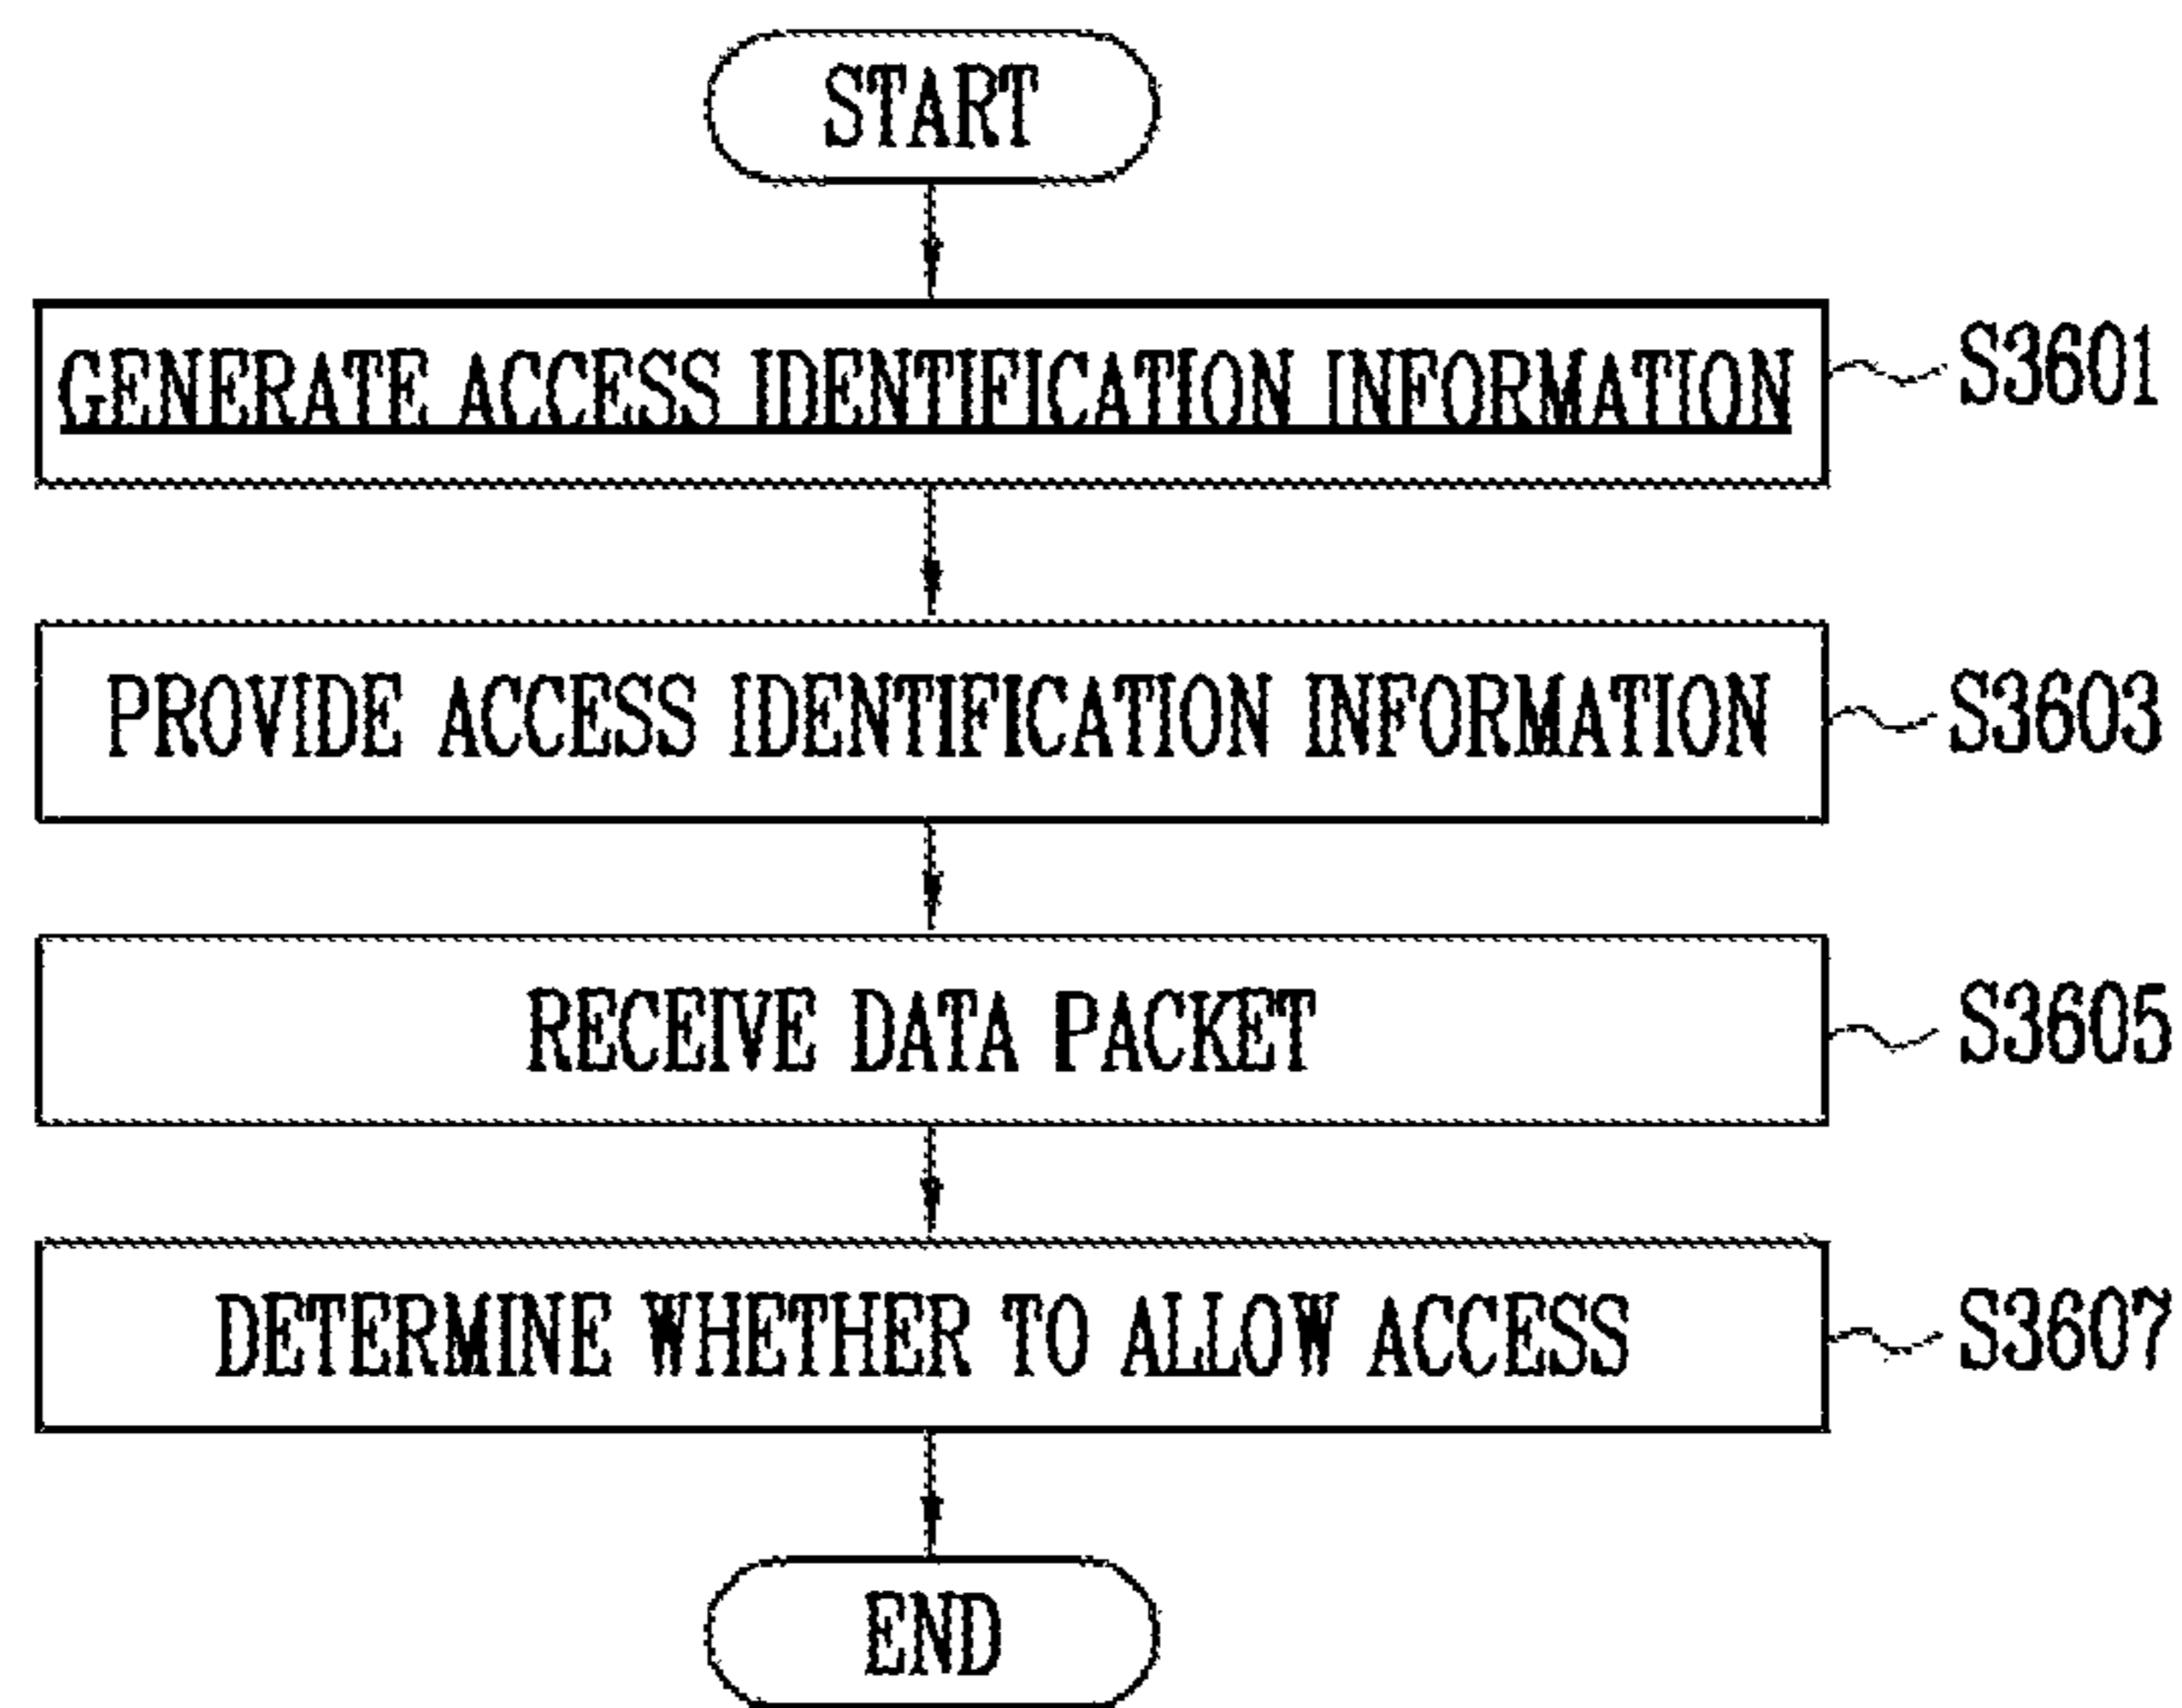 START
GENERATE ACCESS IDENTIFICATION INFORMATION S3601
PROVIDE ACCESS IDENTIFICATION INFORMATION S3603
RECEIVE DATA PACKET S3605
DETERMINE WHETHER TO ALLOW ACCESS S3607
END